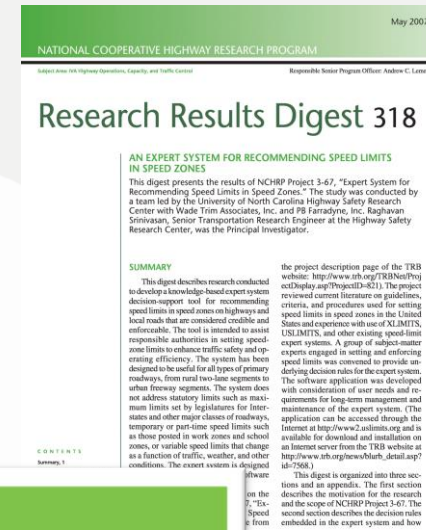 May 2007
NATIONAL COOPERATIVE HIGHWAY RESEARCH PROGRAM
Subject Area: IVA Highway Operations, Capacity, and Traffic Control
Responsible Senior Program Officer: Andrew C. Leme
Research Results Digest 318
AN EXPERT SYSTEM FOR RECOMMENDING SPEED LIMITS
IN SPEED ZONES
This digest presents the results of NCHRP Project 3-67, "Expert System for
Recommending Speed Limits in Speed Zones." The study was conducted by
a team led by the University of North Carolina Highway Safety Research
Center with Wade Trim Associates, Inc. and PB Farradyne, Inc. Raghavan
Srinivasan, Senior Transportation Research Engineer at the Highway Safety
Research Center, was the Principal Investigator.
SUMMARY
This digest describes research conducted
to develop a knowledge-based expert system
decision-support tool for recommending
speed limits in speed zones on highways and
local roads that are considered credible and
enforceable. The tool is intended to assist
responsible authorities in setting speed-
zone limits to enhance traffic safety and op-
erating efficiency. The system has been
designed to be useful for all types of primary
roadways, from rural two-lane segments to
urban freeway segments. The system does
not address statutory limits such as maxi-
mum limits set by legislatures for Inter-
states and other major classes of roadways,
temporary or part-time speed limits such
as those posted in work zones and school
zones, or variable speed limits that change
as a function of traffic, weather, and other
conditions. The expert system is designed
ftware
on the
7, "Ex-
Speed
e from
the project description page of the TRB
website: http://www.trb.org/TRBNet/Proj
ectDisplay.asp?ProjectID=821). The project
reviewed current literature on guidelines,
criteria, and procedures used for setting
speed limits in speed zones in the United
States and experience with use of XLIMITS,
USLIMITS, and other existing speed-limit
expert systems. A group of subject-matter
experts engaged in setting and enforcing
speed limits was convened to provide un-
derlying decision rules for the expert system.
The software application was developed
with consideration of user needs and re-
quirements for long-term management and
maintenance of the expert system. (The
application can be accessed through the
Internet at http://www2.uslimits.org and is
available for download and installation on
an Internet server from the TRB website at
http://www.trb.org/news/blurb_detail.asp?
id=7568.)
This digest is organized into three sec-
tions and an appendix. The first section
describes the motivation for the research
and the scope of NCHRP Project 3-67. The
second section describes the decision rules
embedded in the expert system and how
CONTENTS
Summary, 1